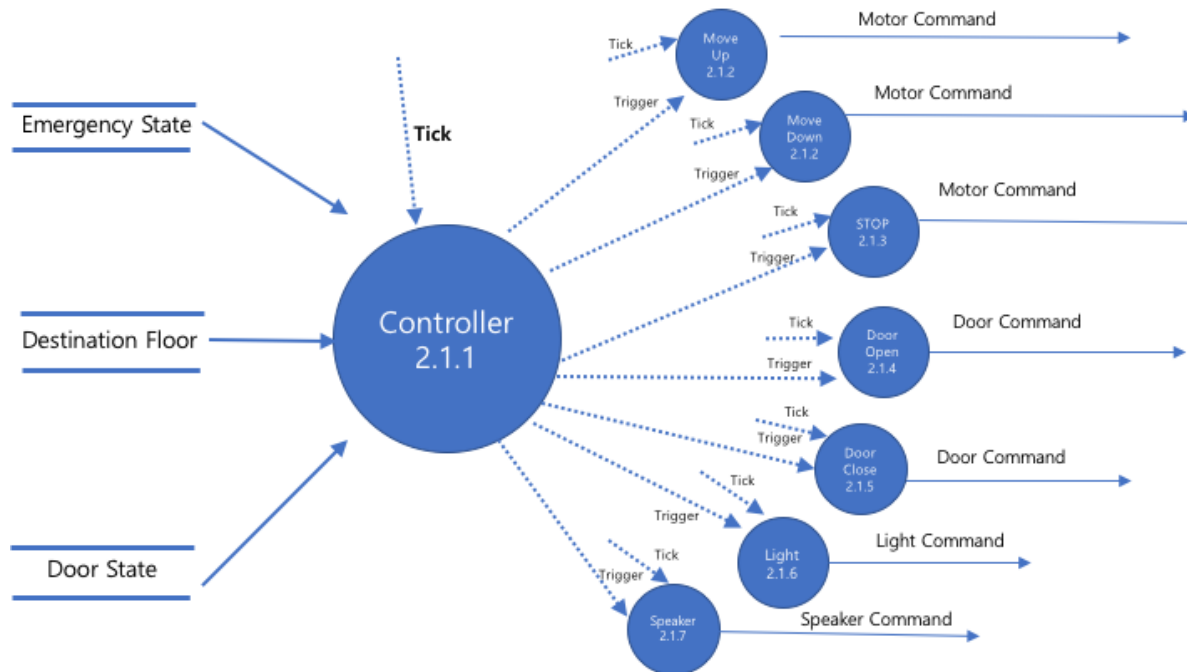 Motor Command
Tick
Move
Up
2.1.2
Trigger
Motor Command
Tick
Move
Down
2.1.2
Trigger
Emergency State
Tick
Motor Command
Tick
STOP
2.1.3
Trigger
Controller
2.1.1
Destination Floor
Door Command
Tick
Door
Open
2.1.4
Trigger
Tick
Trigger
Door
Close
2.1.5
Door Command
Tick
Trigger
Light
2.1.6
Light Command
Door State
Tick
Trigger
Speaker
2.1.7
Speaker Command